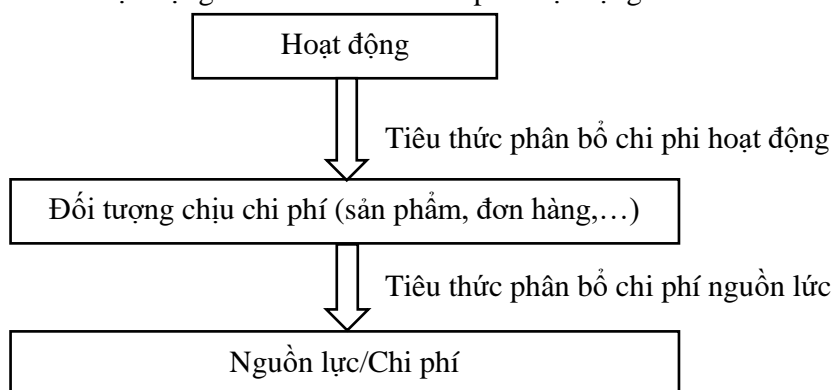 Hoạt động
Tiêu thức phân bổ chi phi hoạt động
Đối tượng chịu chi phí (sản phẩm, đơn hàng,…)
Tiêu thức phân bổ chi phí nguồn lực
Nguồn lực/Chi phí